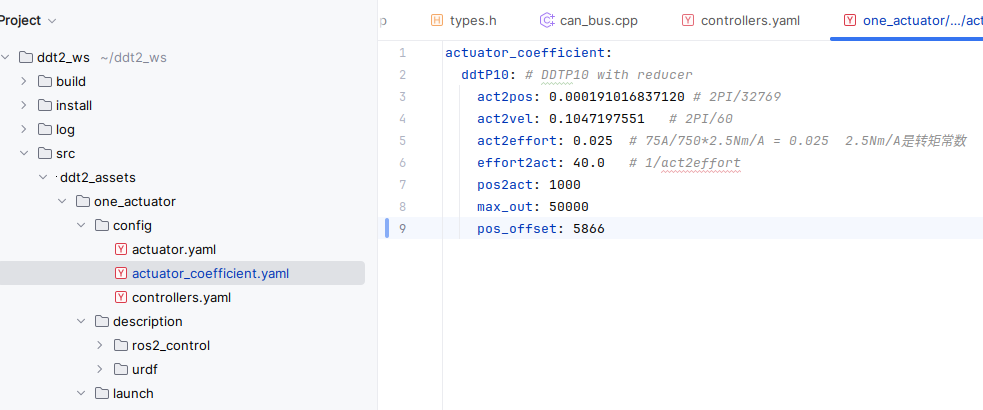 Project
ddt2_ws ~/ddt2_ws
build
install
log
src
ddt2_assets
one_actuator
config
actuator.yaml
actuator_coefficient.yaml
controllers.yaml
description
ros2_control
urdf
launch
p
types.h
can_bus.cpp
controllers.yaml
one_actuator/.../act
1 actuator_coefficient:
2 ddtP10: # DDTP10 with reducer
3 act2pos: 0.000191016837120 # 2PI/32769
4 act2vel: 0.1047197551 # 2PI/60
5 act2effort: 0.025 # 75A/750*2.5Nm/A = 0.025 2.5Nm/A是转矩常数
6 effort2act: 40.0 # 1/act2effort
7 pos2act: 1000
8 max_out: 50000
9 pos_offset: 5866